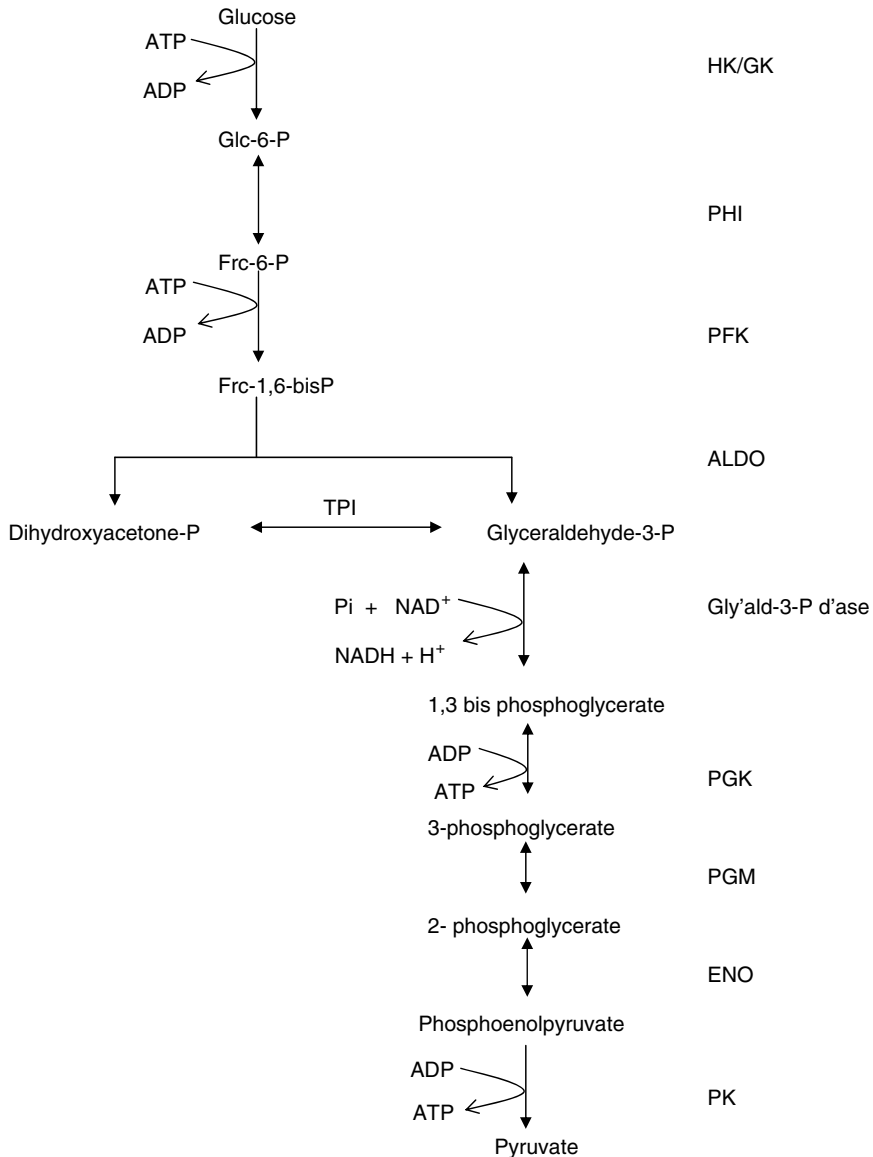 Glucose
ATP
HK/GK
ADP
Glc-6-P
PHI
Frc-6-P
ATP
ADP
PFK
Frc-1,6-bisP
ALDO
TPI
Dihydroxyacetone-P
Glyceraldehyde-3-P
Pi + NAD⁺
Gly’ald-3-P d’ase
NADH + H⁺
1,3 bis phosphoglycerate
ADP
PGK
ATP
3-phosphoglycerate
PGM
2- phosphoglycerate
ENO
Phosphoenolpyruvate
ADP
PK
ATP
Pyruvate